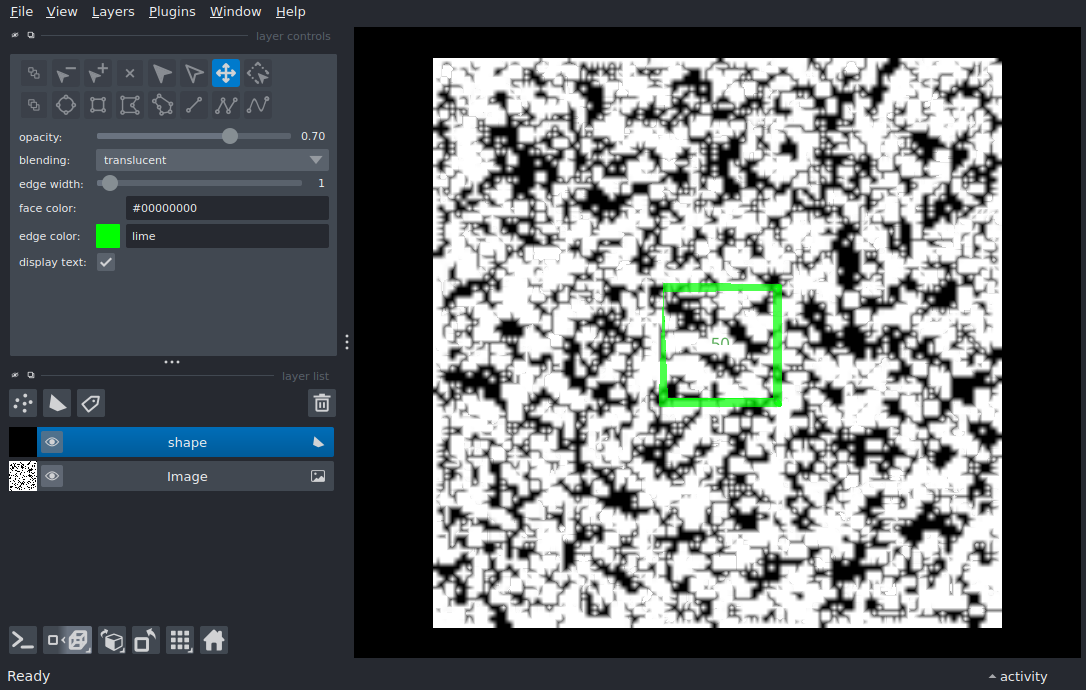 File View Layers Plugins Window Help
layer controls
opacity: 0.70
blending: translucent
edge width: 1
face color: #00000000
edge color: lime
display text:
50
layer list
shape
Image
Ready
activity